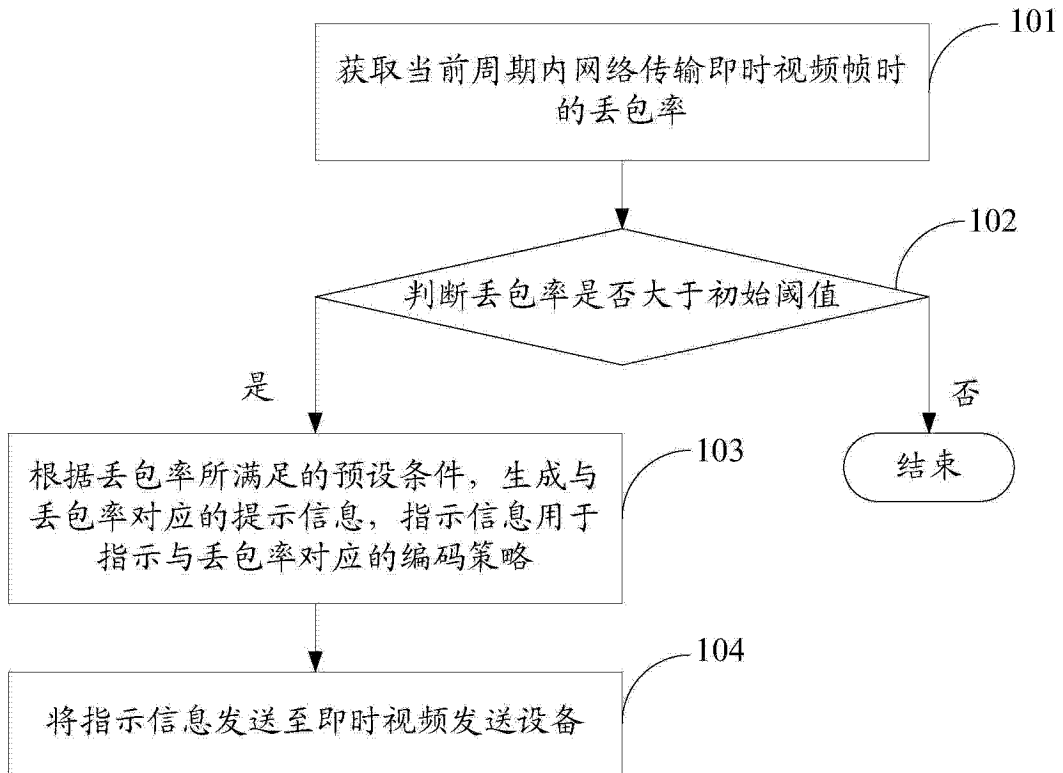 101
获取当前周期内网络传输即时视频帧时
的丢包率
102
判断丢包率是否大于初始阈值
是
否
103
根据丢包率所满足的预设条件，生成与
丢包率对应的提示信息，指示信息用于
指示与丢包率对应的编码策略
结束
104
将指示信息发送至即时视频发送设备